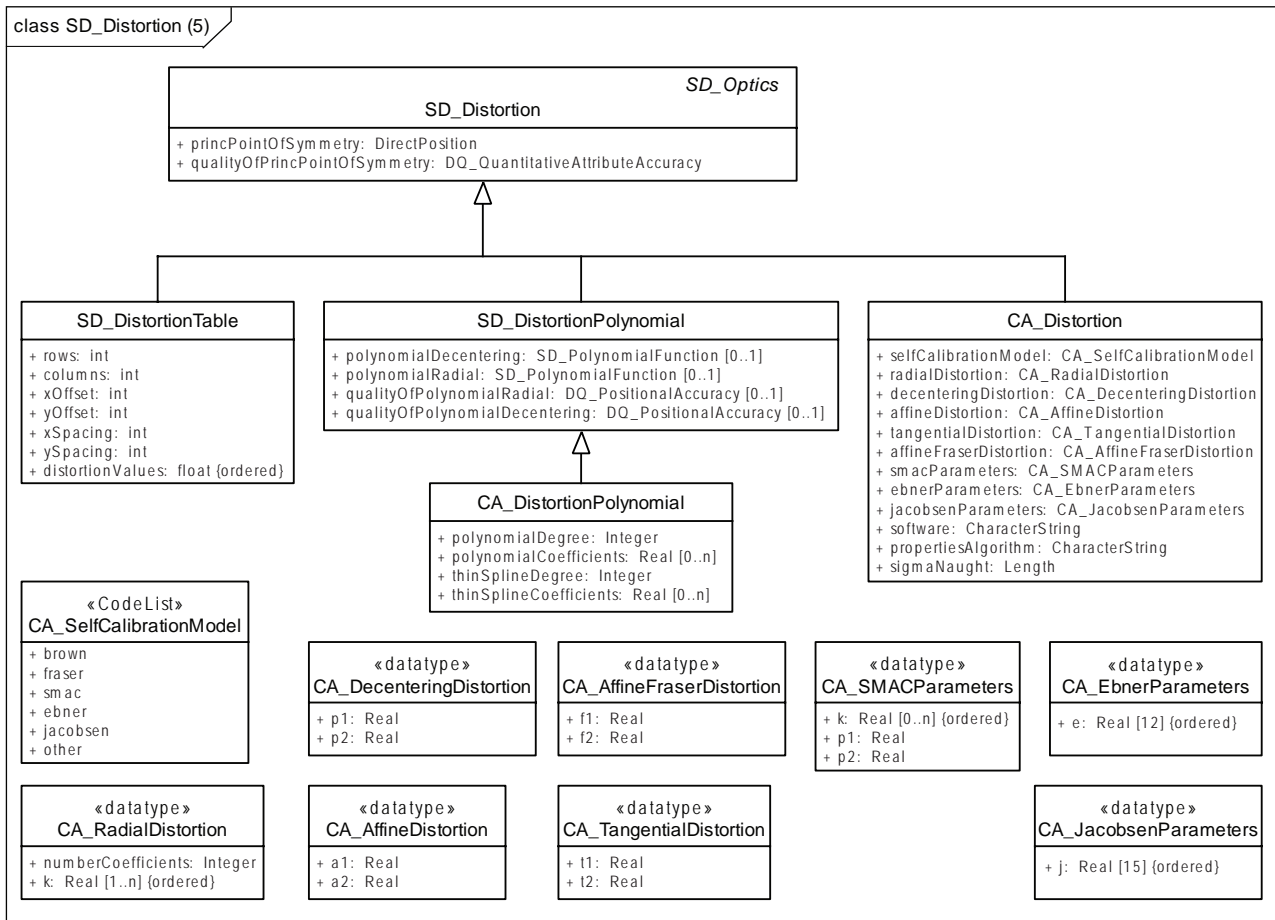 class SD_Distortion (5)
SD_Optics
SD_Distortion
+ princPointOfSymmetry: DirectPosition
+ qualityOfPrincPointOfSymmetry: DQ_QuantitativeAttributeAccuracy
SD_DistortionTable
+ rows: int
+ columns: int
+ xOffset: int
+ yOffset: int
+ xSpacing: int
+ ySpacing: int
+ distortionValues: float {ordered}
SD_DistortionPolynomial
+ polynomialDecentering: SD_PolynomialFunction [0..1]
+ polynomialRadial: SD_PolynomialFunction [0..1]
+ qualityOfPolynomialRadial: DQ_PositionalAccuracy [0..1]
+ qualityOfPolynomialDecentering: DQ_PositionalAccuracy [0..1]
CA_Distortion
+ selfCalibrationModel: CA_SelfCalibrationModel
+ radialDistortion: CA_RadialDistortion
+ decenteringDistortion: CA_DecenteringDistortion
+ affineDistortion: CA_AffineDistortion
+ tangentialDistortion: CA_TangentialDistortion
+ affineFraserDistortion: CA_AffineFraserDistortion
+ smacParameters: CA_SMACParameters
+ ebnerParameters: CA_EbnerParameters
+ jacobsenParameters: CA_JacobsenParameters
+ software: CharacterString
+ propertiesAlgorithm: CharacterString
+ sigmaNaught: Length
CA_DistortionPolynomial
+ polynomialDegree: Integer
+ polynomialCoefficients: Real [0..n]
+ thinSplineDegree: Integer
+ thinSplineCoefficients: Real [0..n]
«CodeList»
CA_SelfCalibrationModel
+ brown
+ fraser
+ smac
+ ebner
+ jacobsen
+ other
«datatype»
CA_DecenteringDistortion
+ p1: Real
+ p2: Real
«datatype»
CA_AffineFraserDistortion
+ f1: Real
+ f2: Real
«datatype»
CA_SMACParameters
+ k: Real [0..n] {ordered}
+ p1: Real
+ p2: Real
«datatype»
CA_EbnerParameters
+ e: Real [12] {ordered}
«datatype»
CA_RadialDistortion
+ numberCoefficients: Integer
+ k: Real [1..n] {ordered}
«datatype»
CA_AffineDistortion
+ a1: Real
+ a2: Real
«datatype»
CA_TangentialDistortion
+ t1: Real
+ t2: Real
«datatype»
CA_JacobsenParameters
+ j: Real [15] {ordered}